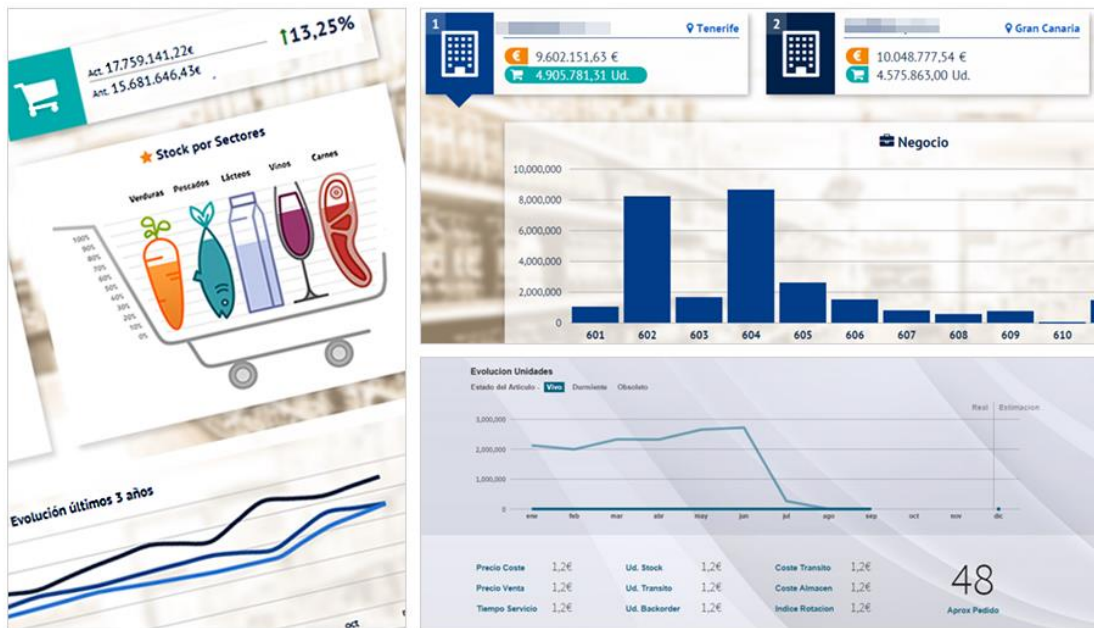 Act. 17.759.141,22€
Ant. 15.681.646,43€
13,25%
Stock por Sectores
Verduras Pescados Lácteos Vinos Carnes
100%
90%
80%
70%
60%
50%
40%
30%
20%
10%
0%
Evolución últimos 3 años
oct
1
Tenerife
€ 9.602.151,63 €
4.905.781,31 Ud.
2
Gran Canaria
€ 10.048.777,54 €
4.575.863,00 Ud.
Negocio
10,000,000
8,000,000
6,000,000
4,000,000
2,000,000
0
601 602 603 604 605 606 607 608 609 610
Evolucion Unidades
Estado del Articulo - Vivo Durmiente Obsoleto
Real Estimacion
3,000,000
2,000,000
1,000,000
0
ene feb mar abr may jun jul ago sep oct nov dic
Precio Coste 1,2€ Ud. Stock 1,2€ Coste Transito 1,2€
Precio Venta 1,2€ Ud. Transito 1,2€ Coste Almacen 1,2€
Tiempo Servicio 1,2€ Ud. Backorder 1,2€ Indice Rotacion 1,2€
48
Aprox Pedido